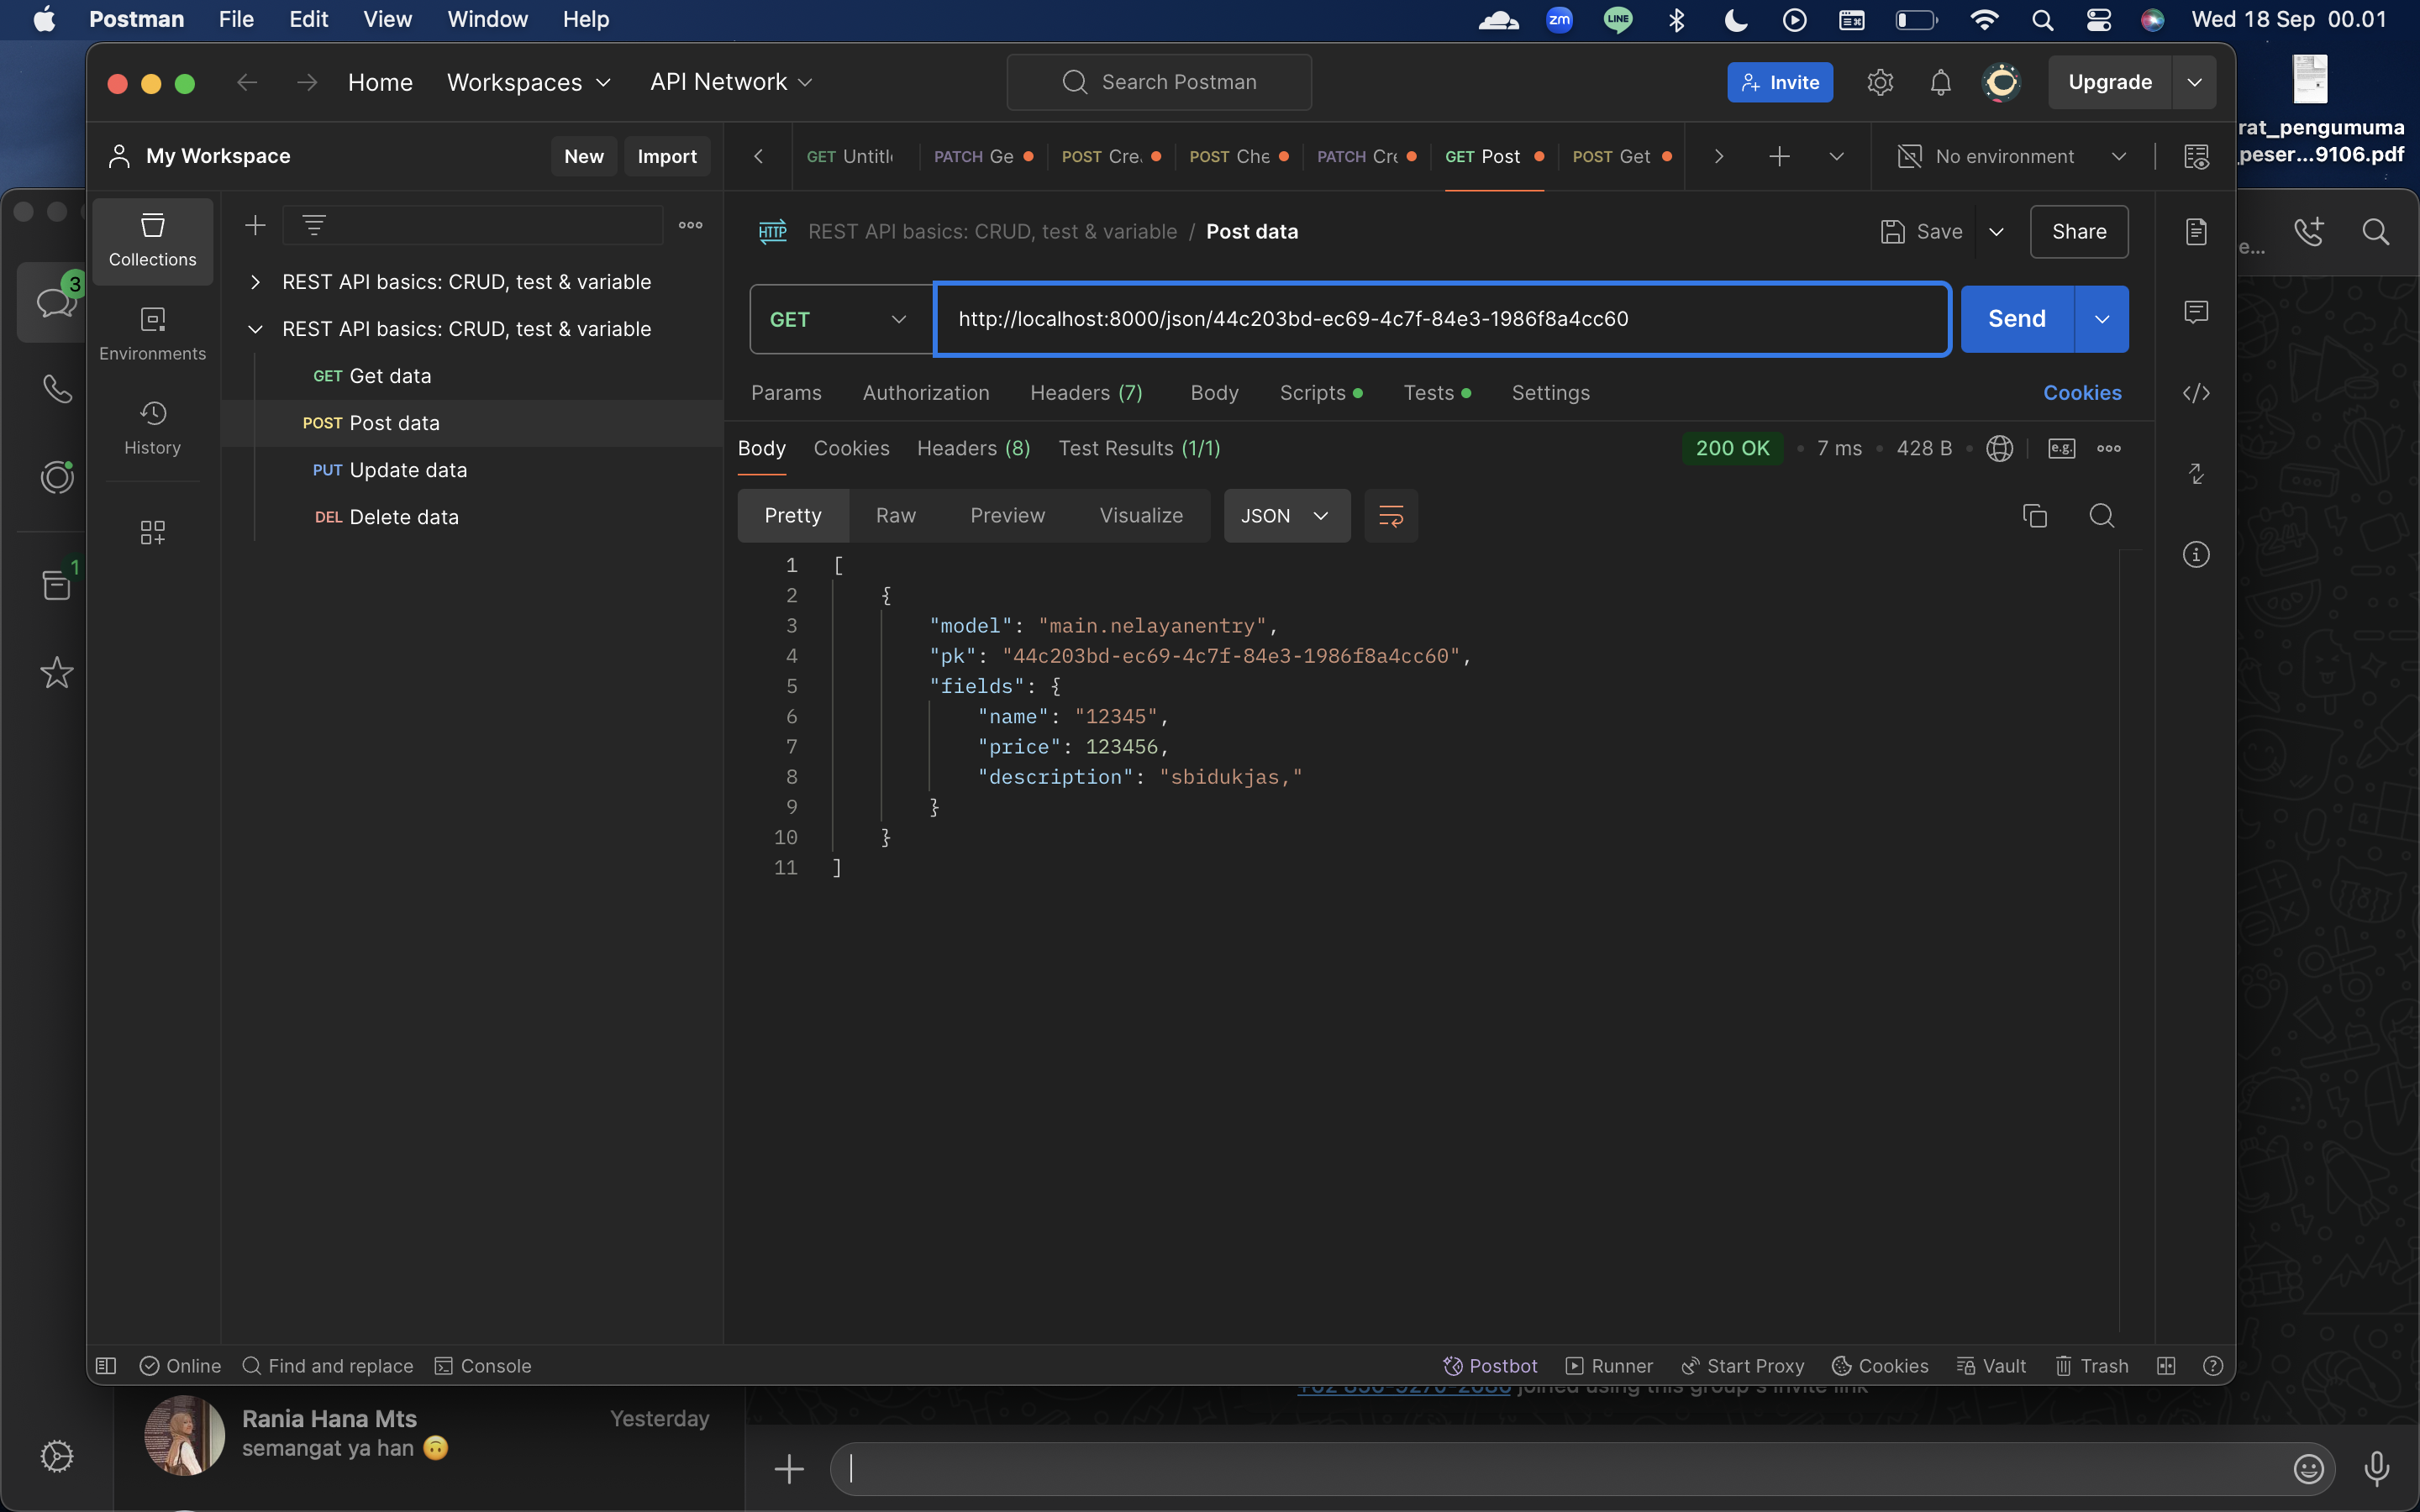 Postman File Edit View Window Help
zm
LINE
Wed 18 Sep 00.01
Home Workspaces API Network
Search Postman
Invite
Upgrade
rat_pengumuma
_peser...9106.pdf
My Workspace
New Import
GET Untitl
PATCH Ge
POST Cre
POST Che
PATCH Cre
GET Post
POST Get
No environment
Collections
Environments
History
REST API basics: CRUD, test & variable
REST API basics: CRUD, test & variable
GET Get data
POST Post data
PUT Update data
DEL Delete data
3
1
HTTP REST API basics: CRUD, test & variable / Post data
Save
Share
e...
GET
http://localhost:8000/json/44c203bd-ec69-4c7f-84e3-1986f8a4cc60
Send
Params Authorization Headers (7) Body Scripts Tests Settings
Cookies
Body Cookies Headers (8) Test Results (1/1)
200 OK • 7 ms • 428 B •
e.g.
Pretty Raw Preview Visualize
JSON
1 [
2 {
3 "model": "main.nelayanentry",
4 "pk": "44c203bd-ec69-4c7f-84e3-1986f8a4cc60",
5 "fields": {
6 "name": "12345",
7 "price": 123456,
8 "description": "sbidukjas,"
9 }
10 }
11 ]
Online Find and replace Console
Postbot Runner Start Proxy Cookies Vault Trash
joined using this group's invite link
Rania Hana Mts
Yesterday
semangat ya han 🙃